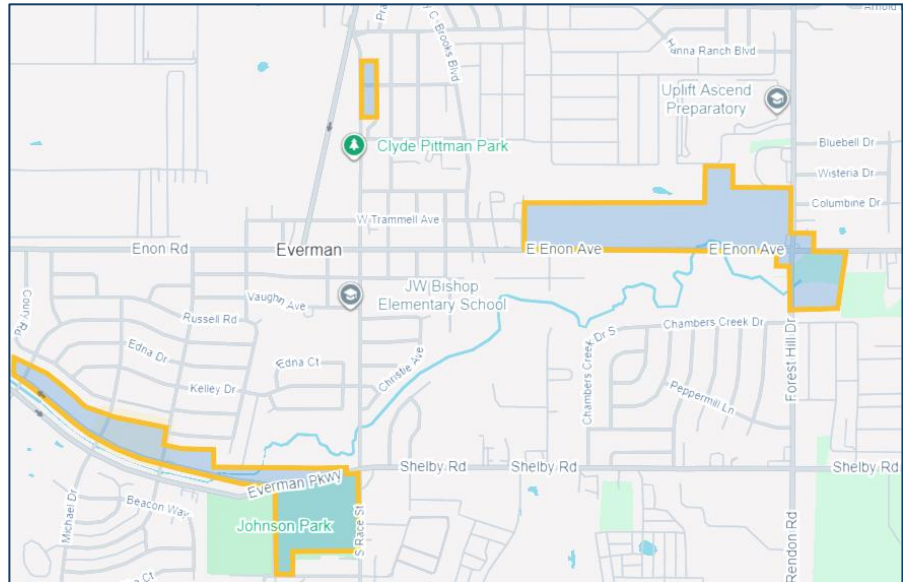 C-Brooks Blvd
Arnold
Hanna Ranch Blvd
Uplift Ascend
Preparatory
Clyde Pittman Park
Bluebell Dr
Wisteria Dr
Columbine Dr
W Trammell Ave
Enon Rd
Everman
E Enon Ave
E Enon Ave
JW Bishop
Elementary School
Vaughn Ave
Coury Rd
Russell Rd
Edna Dr
Edna Ct
Kelley Dr
Christie Ave
Chambers Creek Dr S
Chambers Creek Dr
Peppermill Ln
Forest Hill Dr
Shelby Rd
Shelby Rd
Shelby Rd
Everman Pkwy
Michael Dr
Beacon Way
Johnson Park
S Race St
Rendon Rd